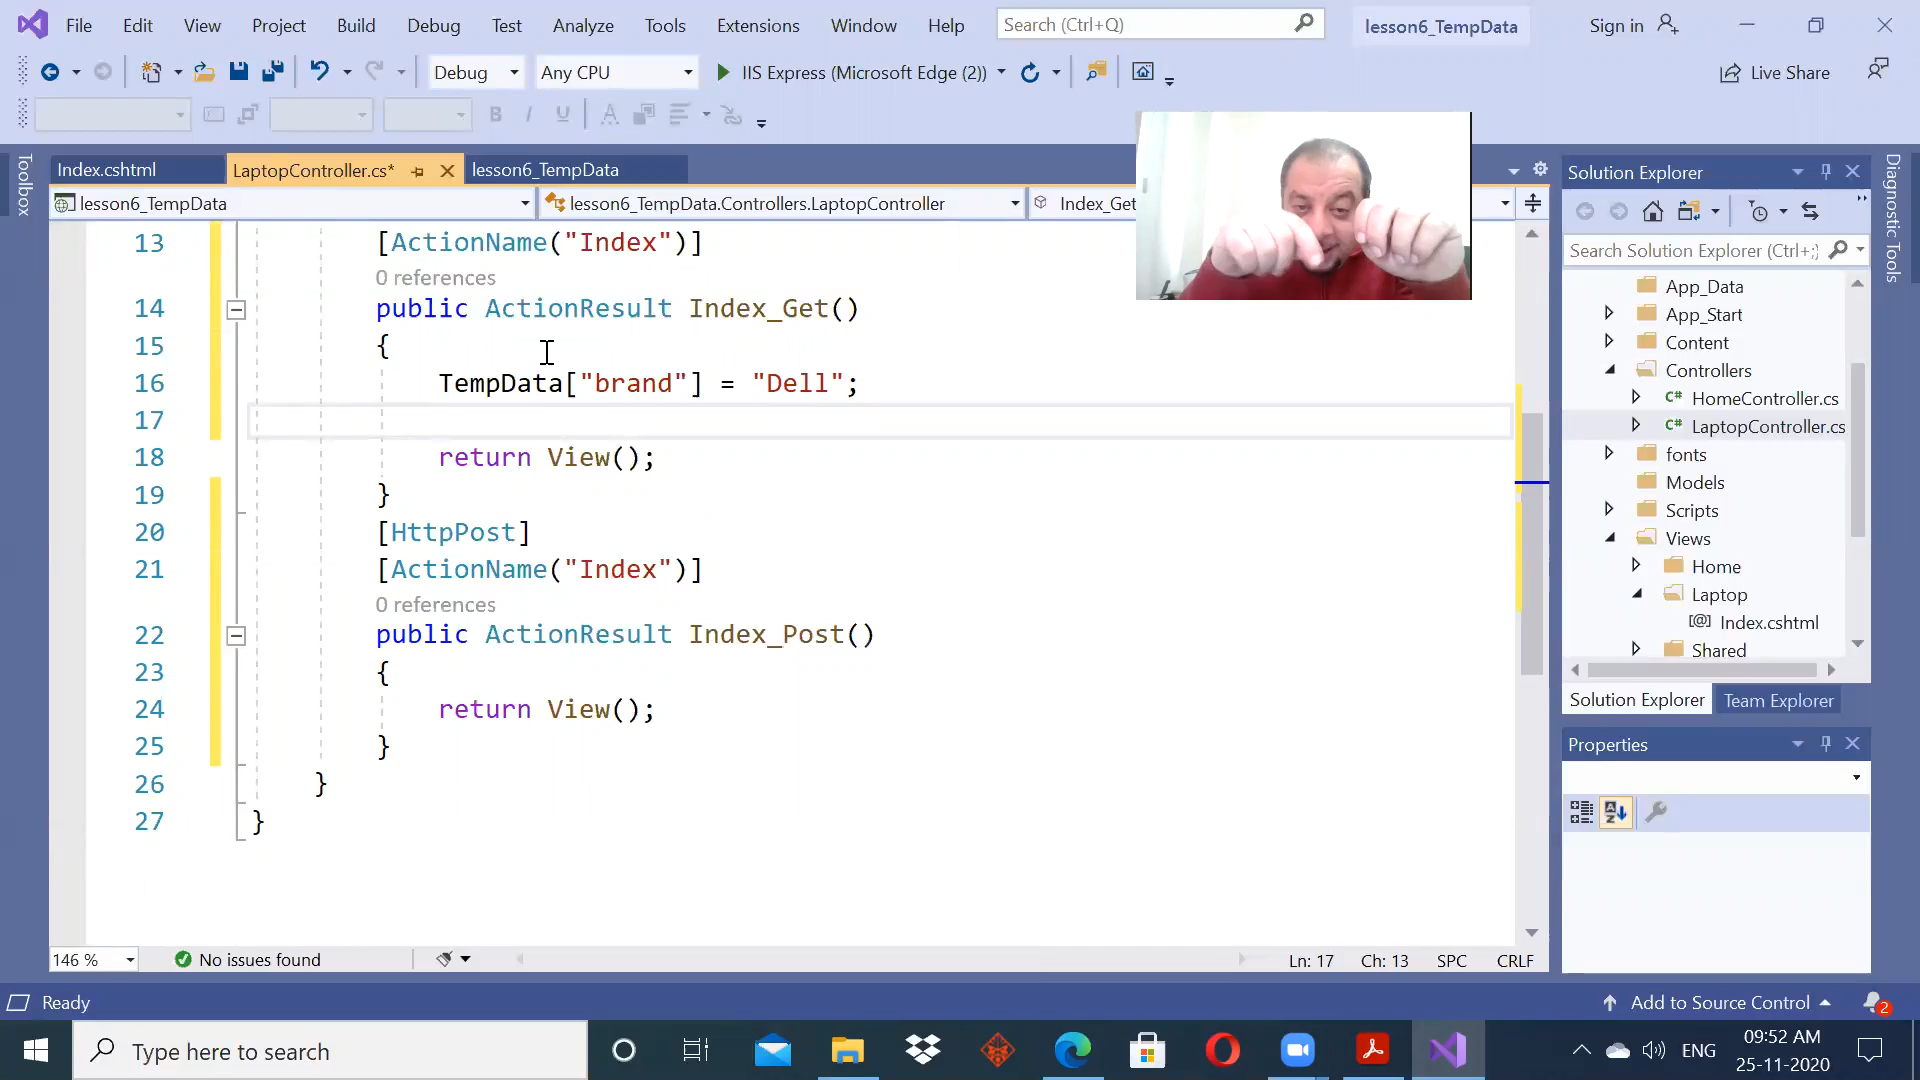 File Edit View Project Build Debug Test Analyze Tools Extensions Window Help Search (Ctrl+Q) lesson6_TempData Sign in
Debug Any CPU IIS Express (Microsoft Edge (2)) Live Share
B I U A
Toolbox
Index.cshtml LaptopController.cs* lesson6_TempData
lesson6_TempData lesson6_TempData.Controllers.LaptopController Index_Get
13 [ActionName("Index")]
0 references
14 public ActionResult Index_Get()
15 {
16 TempData["brand"] = "Dell";
17
18 return View();
19 }
20 [HttpPost]
21 [ActionName("Index")]
0 references
22 public ActionResult Index_Post()
23 {
24 return View();
25 }
26 }
27 }
146 % No issues found Ln: 17 Ch: 13 SPC CRLF
Solution Explorer
Search Solution Explorer (Ctrl+;)
App_Data
App_Start
Content
Controllers
C# HomeController.cs
C# LaptopController.cs
fonts
Models
Scripts
Views
Home
Laptop
[@] Index.cshtml
Shared
Solution Explorer Team Explorer
Properties
Diagnostic Tools
Ready Add to Source Control 2
Type here to search ENG 09:52 AM
25-11-2020